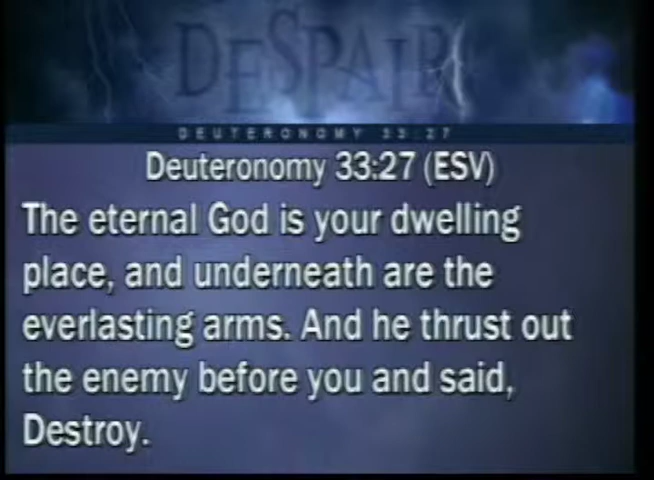 DESPAIR
DEUTERONOMY 33:27
Deuteronomy 33:27 (ESV)
The eternal God is your dwelling
place, and underneath are the
everlasting arms. And he thrust out
the enemy before you and said,
Destroy.